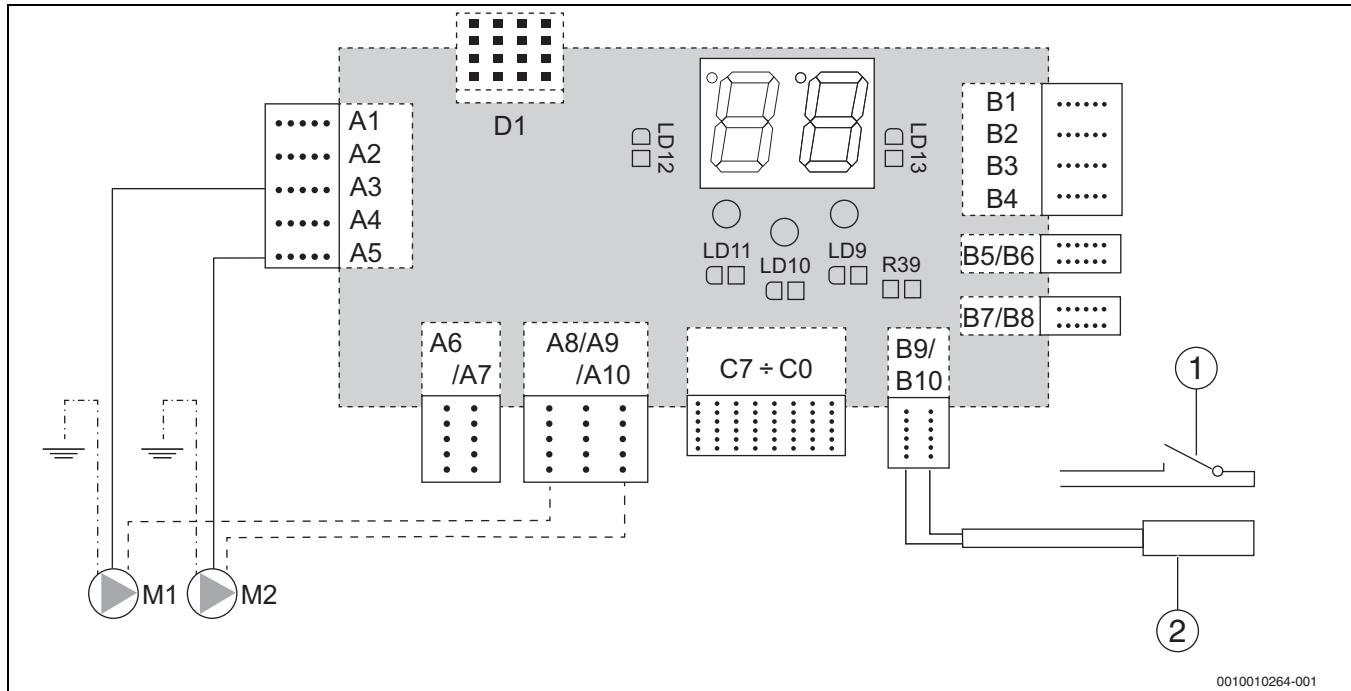 D1
A1
A2
A3
A4
A5
LD12
LD13
B1
B2
B3
B4
LD11
LD10
LD9
R39
B5/B6
B7/B8
A6
/A7
A8/A9
/A10
C7 ÷ C0
B9/
B10
1
M1
M2
2
0010010264-001